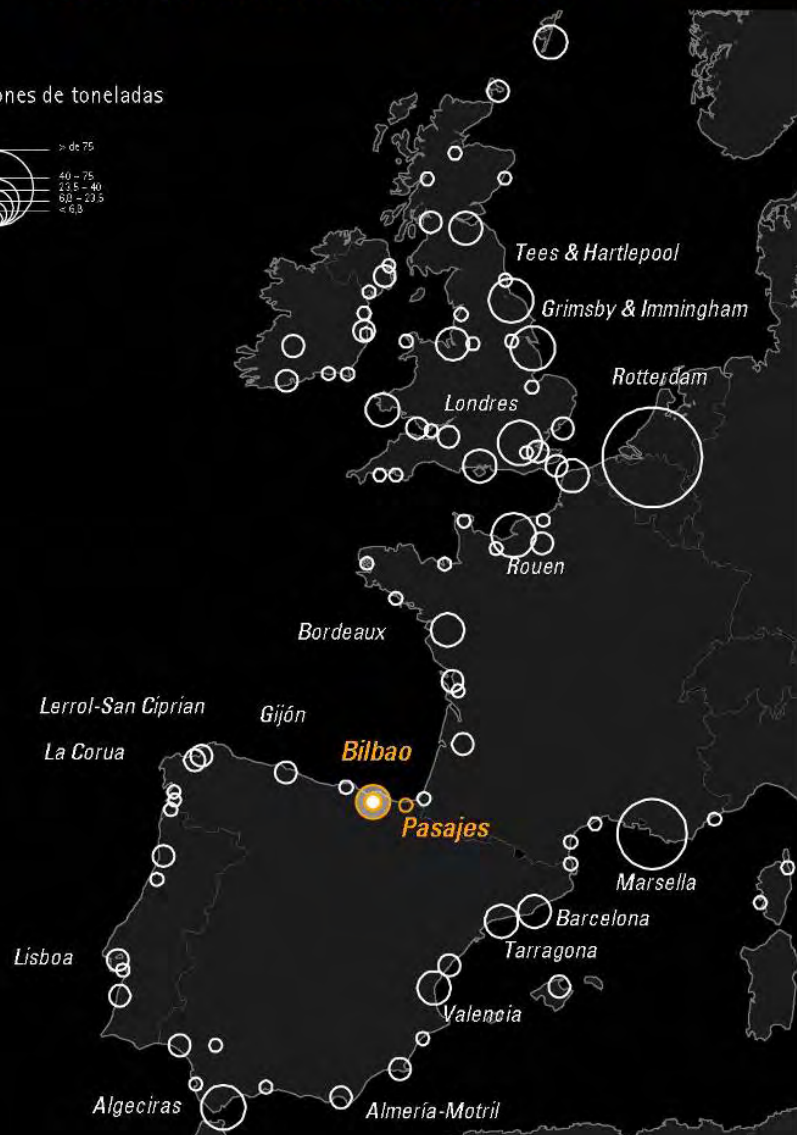 ones de toneladas
> de 75
40 – 75
23,5 – 40
6,8 – 23,5
< 6,8
Tees & Hartlepool
Grimsby & Immingham
Rotterdam
Londres
Rouen
Bordeaux
Lerrol-San Ciprian
Gijón
La Corua
Bilbao
Pasajes
Marsella
Barcelona
Tarragona
Lisboa
Valencia
Algeciras
Almería-Motril